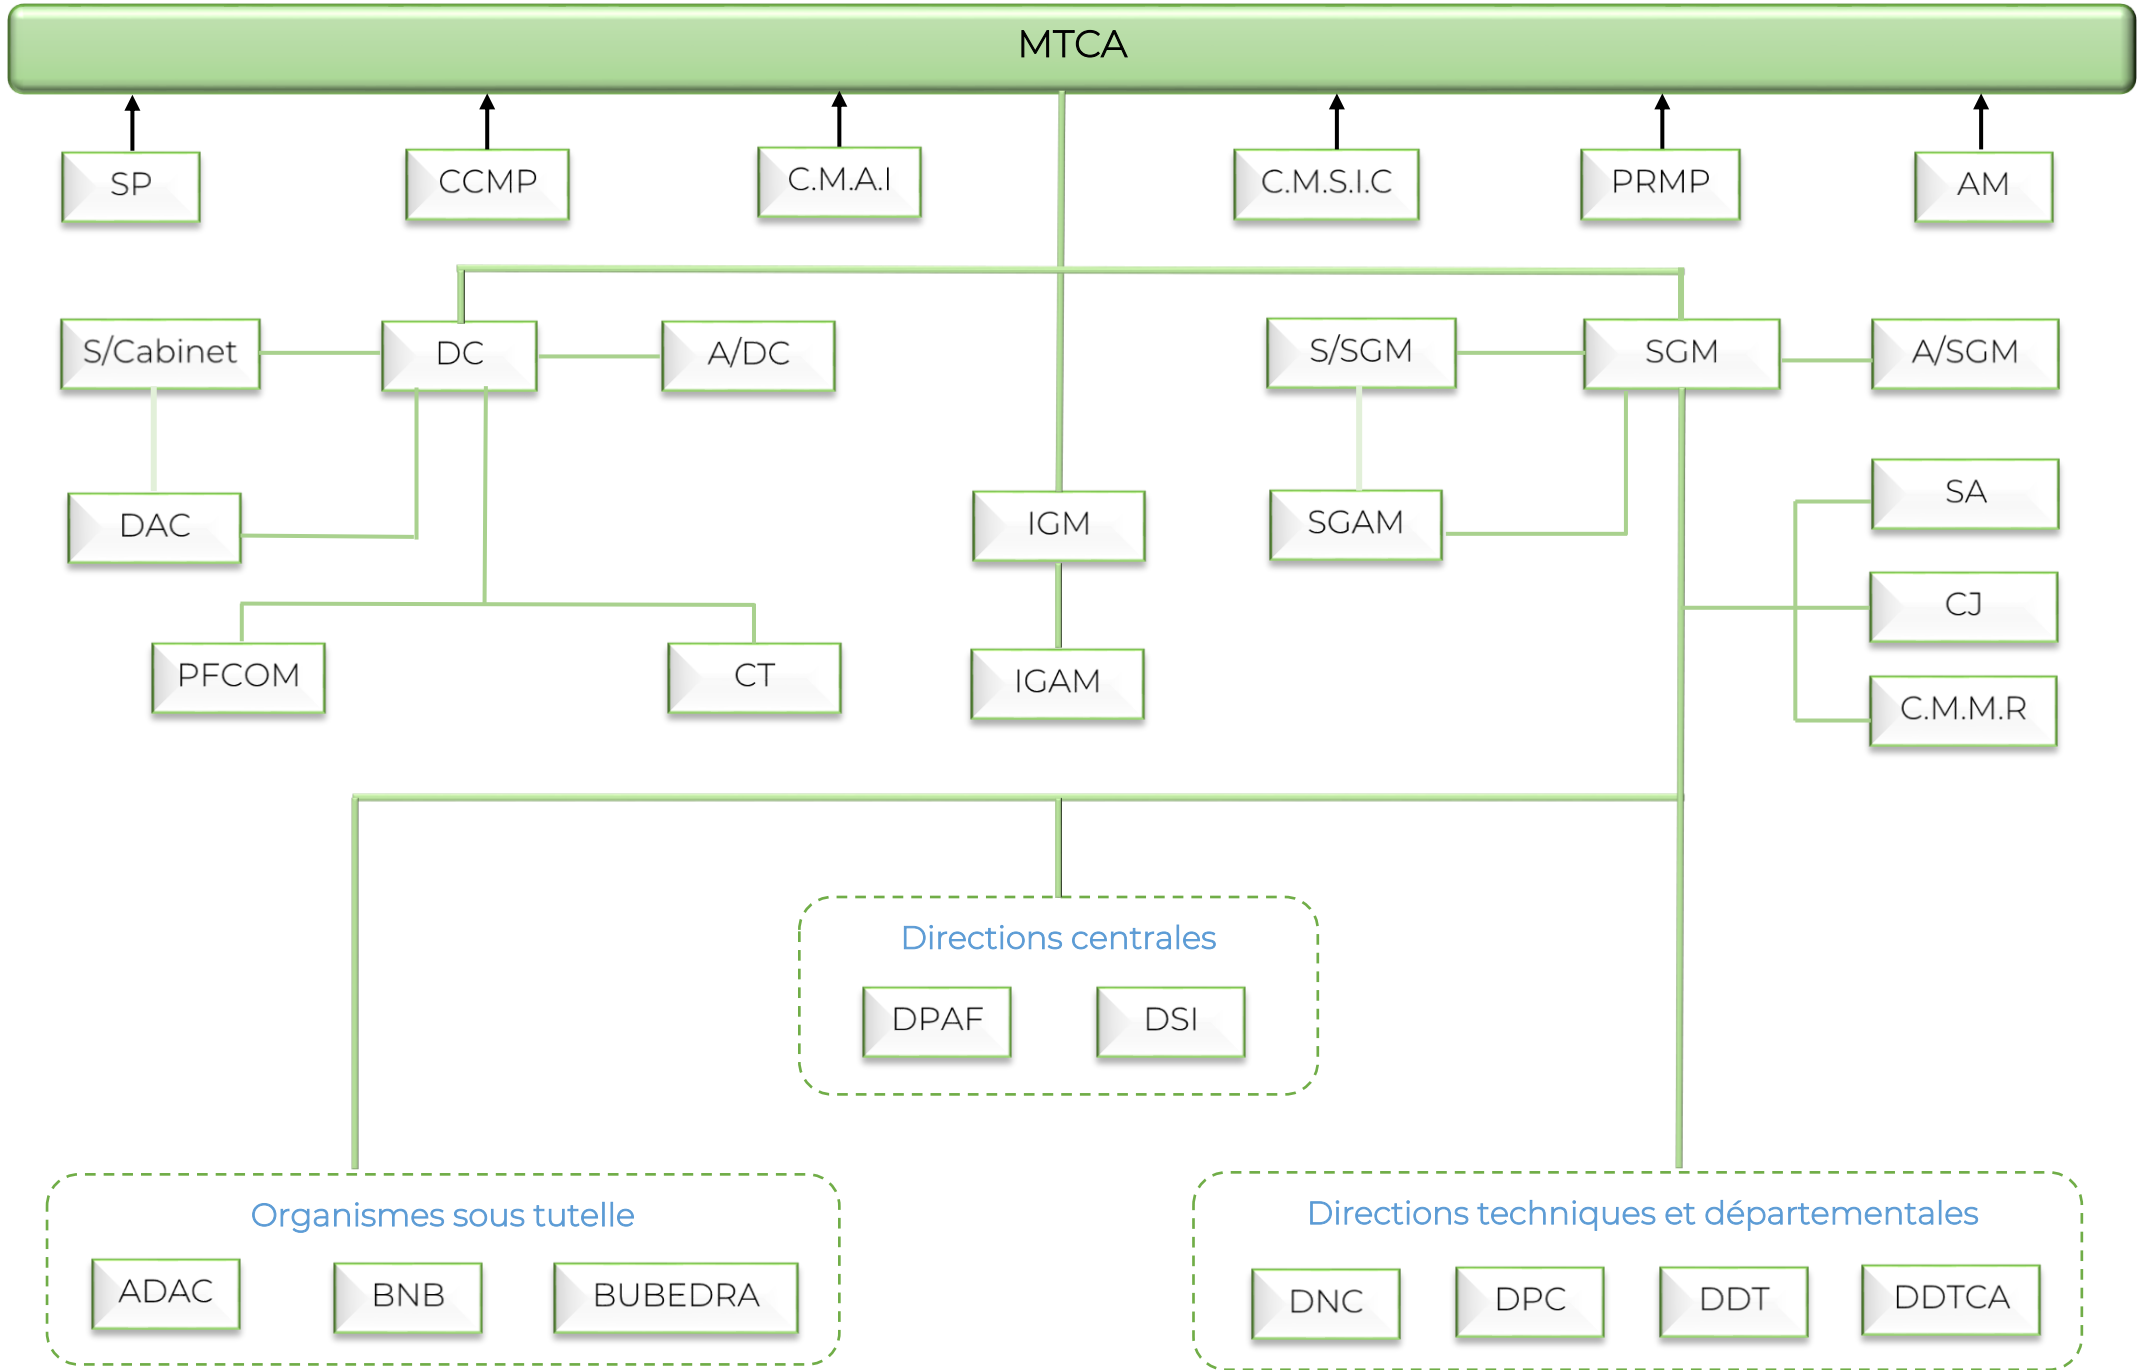 MTCA
SP
CCMP
C.M.A.I
C.M.S.I.C
PRMP
AM
S/Cabinet
DC
A/DC
S/SGM
SGM
A/SGM
DAC
IGM
SGAM
SA
CJ
PFCOM
CT
IGAM
C.M.M.R
Directions centrales
DPAF
DSI
Organismes sous tutelle
ADAC
BNB
BUBEDRA
Directions techniques et départementales
DNC
DPC
DDT
DDTCA